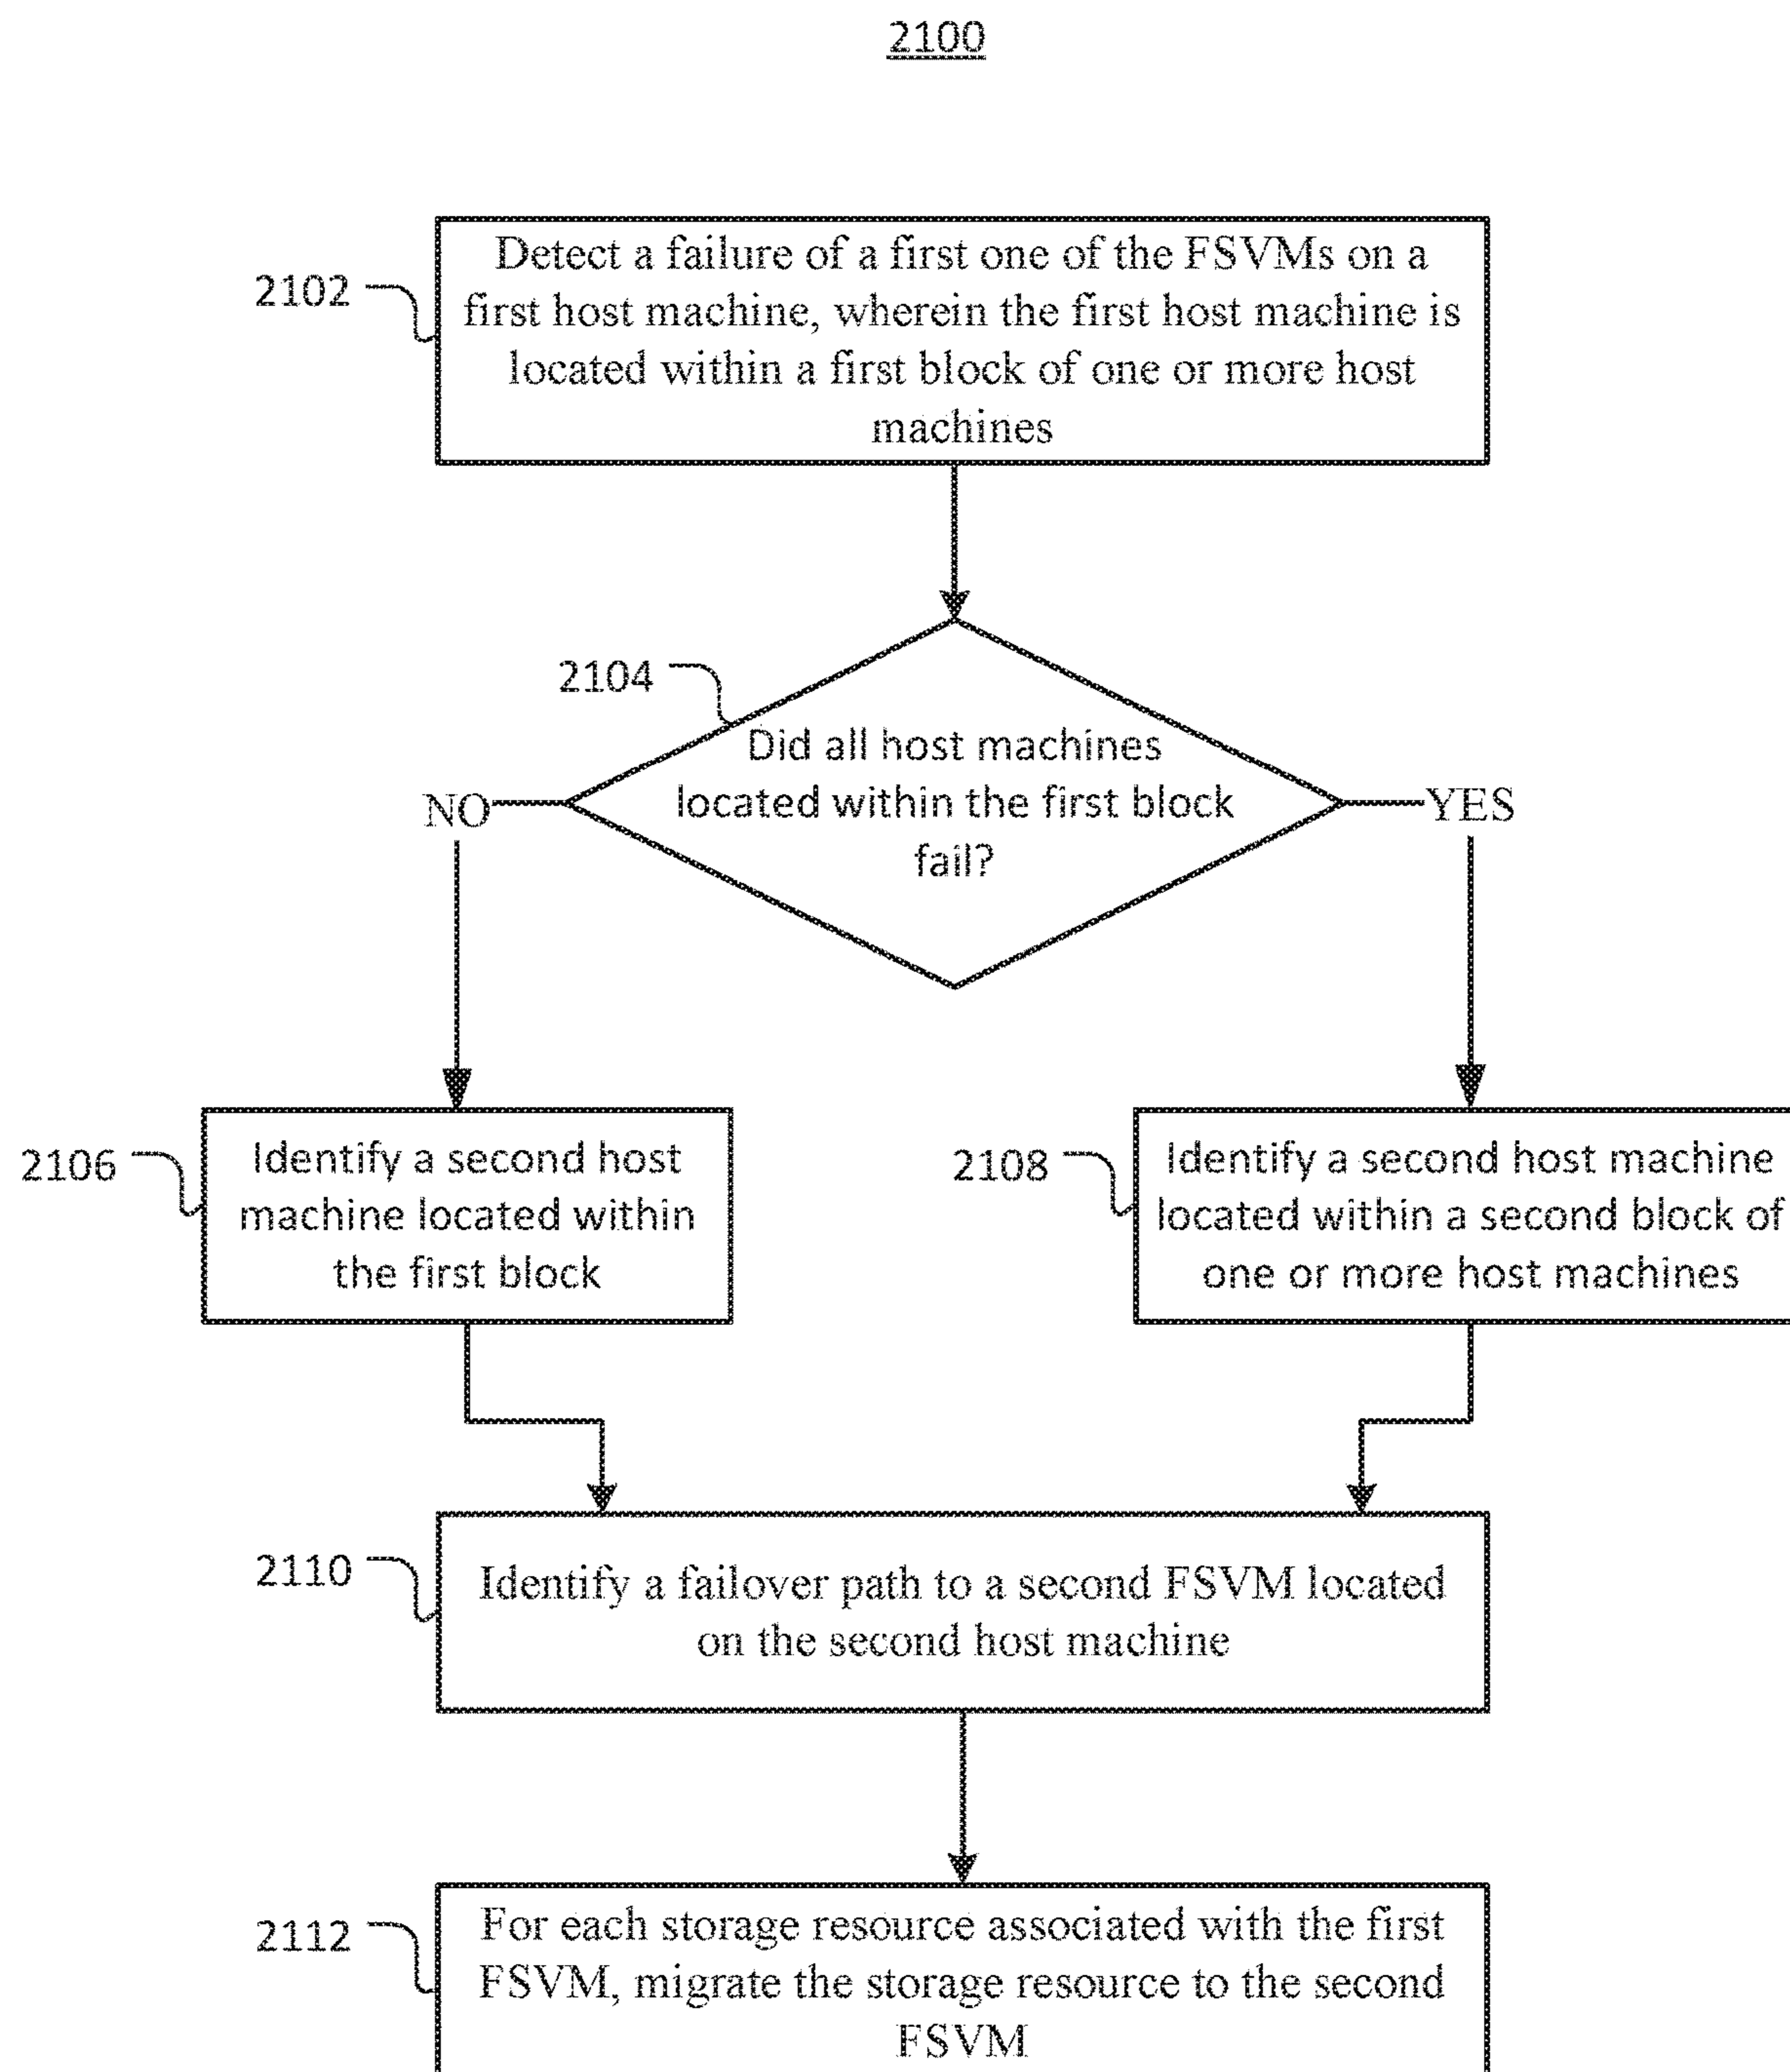 2100
2102
Detect a failure of a first one of the FSVMs on a
first host machine, wherein the first host machine is
located within a first block of one or more host
machines
2104
Did all host machines
located within the first block
fail?
NO
YES
2106
Identify a second host
machine located within
the first block
2108
Identify a second host machine
located within a second block of
one or more host machines
2110
Identify a failover path to a second FSVM located
on the second host machine
2112
For each storage resource associated with the first
FSVM, migrate the storage resource to the second
FSVM